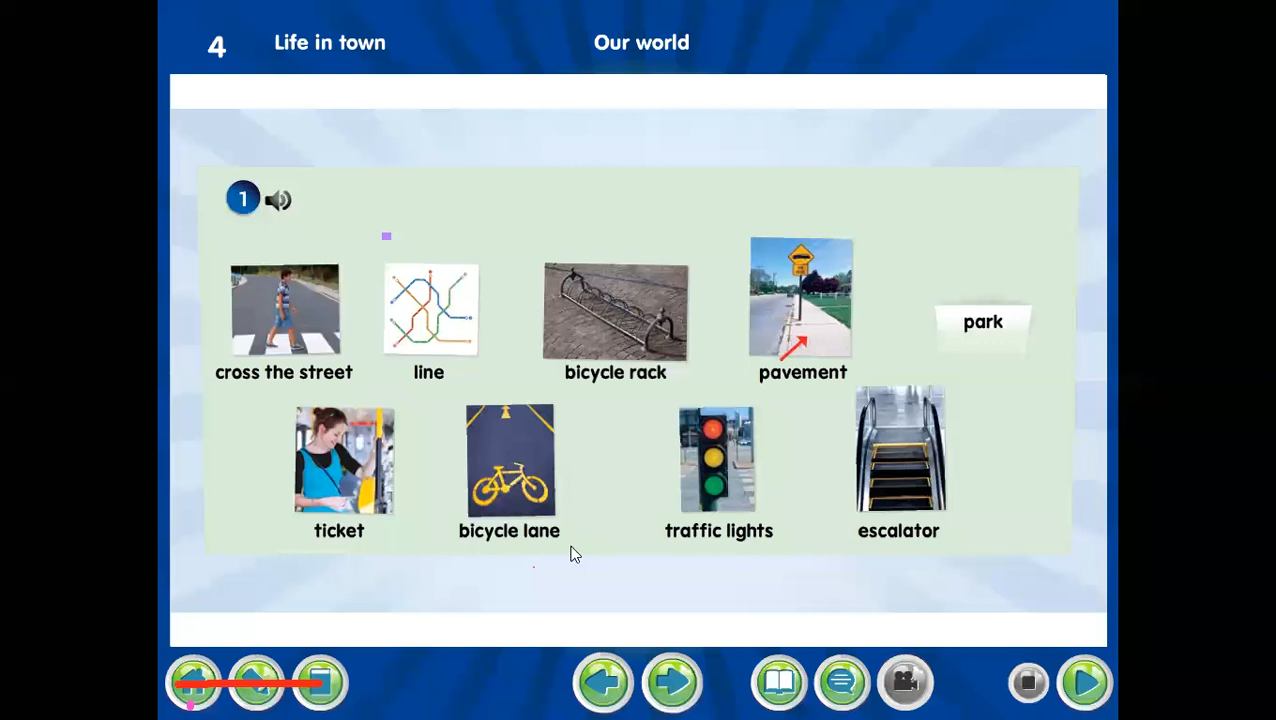 4 Life in town Our world
1
cross the street line bicycle rack pavement park
ticket bicycle lane traffic lights escalator